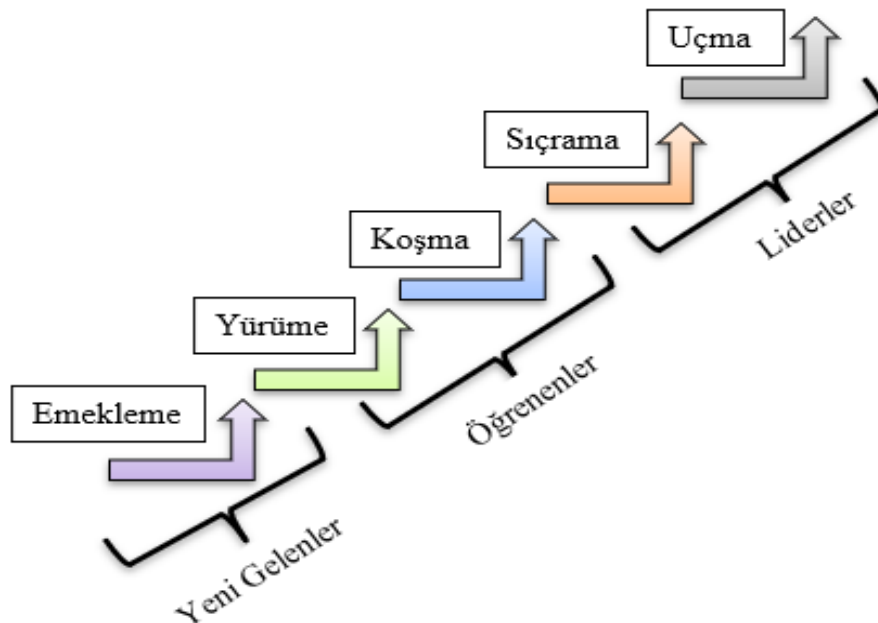 Uçma
Sıçrama
Liderler
Koşma
Yürüme
Öğrenenler
Emekleme
Yeni Gelenler